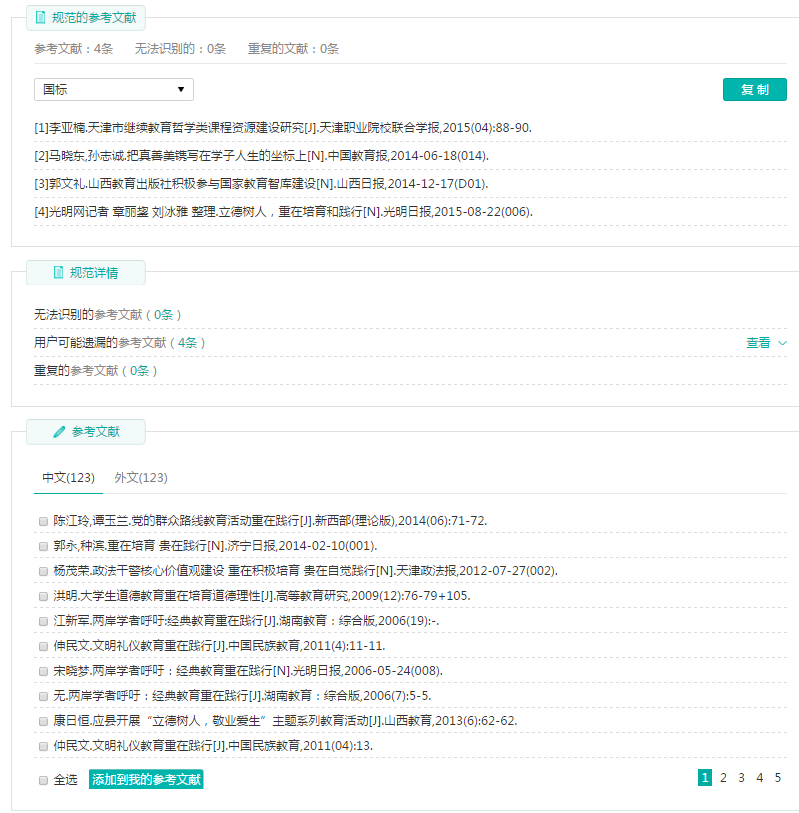 规范的参考文献
参考文献：4条 无法识别的：0条 重复的文献：0条
国标 ▼ 复 制
[1]李亚楠.天津市继续教育哲学类课程资源建设研究[J].天津职业院校联合学报,2015(04):88-90.
[2]马晓东,孙志诚.把真善美镌写在学子人生的坐标上[N].中国教育报,2014-06-18(014).
[3]郭文礼.山西教育出版社积极参与国家教育智库建设[N].山西日报,2014-12-17(D01).
[4]光明网记者 章丽鋆 刘冰雅 整理.立德树人，重在培育和践行[N].光明日报,2015-08-22(006).
规范详情
无法识别的参考文献（0条）
用户可能遗漏的参考文献（4条） 查看
重复的参考文献（0条）
参考文献
中文(123) 外文(123)
陈江玲,谭玉兰.党的群众路线教育活动重在践行[J].新西部(理论版),2014(06):71-72.
郭永,种滨.重在培育 贵在践行[N].济宁日报,2014-02-10(001).
杨茂荣.政法干警核心价值观建设 重在积极培育 贵在自觉践行[N].天津政法报,2012-07-27(002).
洪明.大学生道德教育重在培育道德理性[J].高等教育研究,2009(12):76-79+105.
江新军.两岸学者呼吁:经典教育重在践行[J].湖南教育：综合版,2006(19):-.
仲民文.文明礼仪教育重在践行[J].中国民族教育,2011(4):11-11.
宋晓梦.两岸学者呼吁：经典教育重在践行[N].光明日报,2006-05-24(008).
无.两岸学者呼吁：经典教育重在践行[J].湖南教育：综合版,2006(7):5-5.
康日恒.应县开展“立德树人，敬业爱生”主题系列教育活动[J].山西教育,2013(6):62-62.
仲民文.文明礼仪教育重在践行[J].中国民族教育,2011(04):13.
全选 添加到我的参考文献 1 2 3 4 5